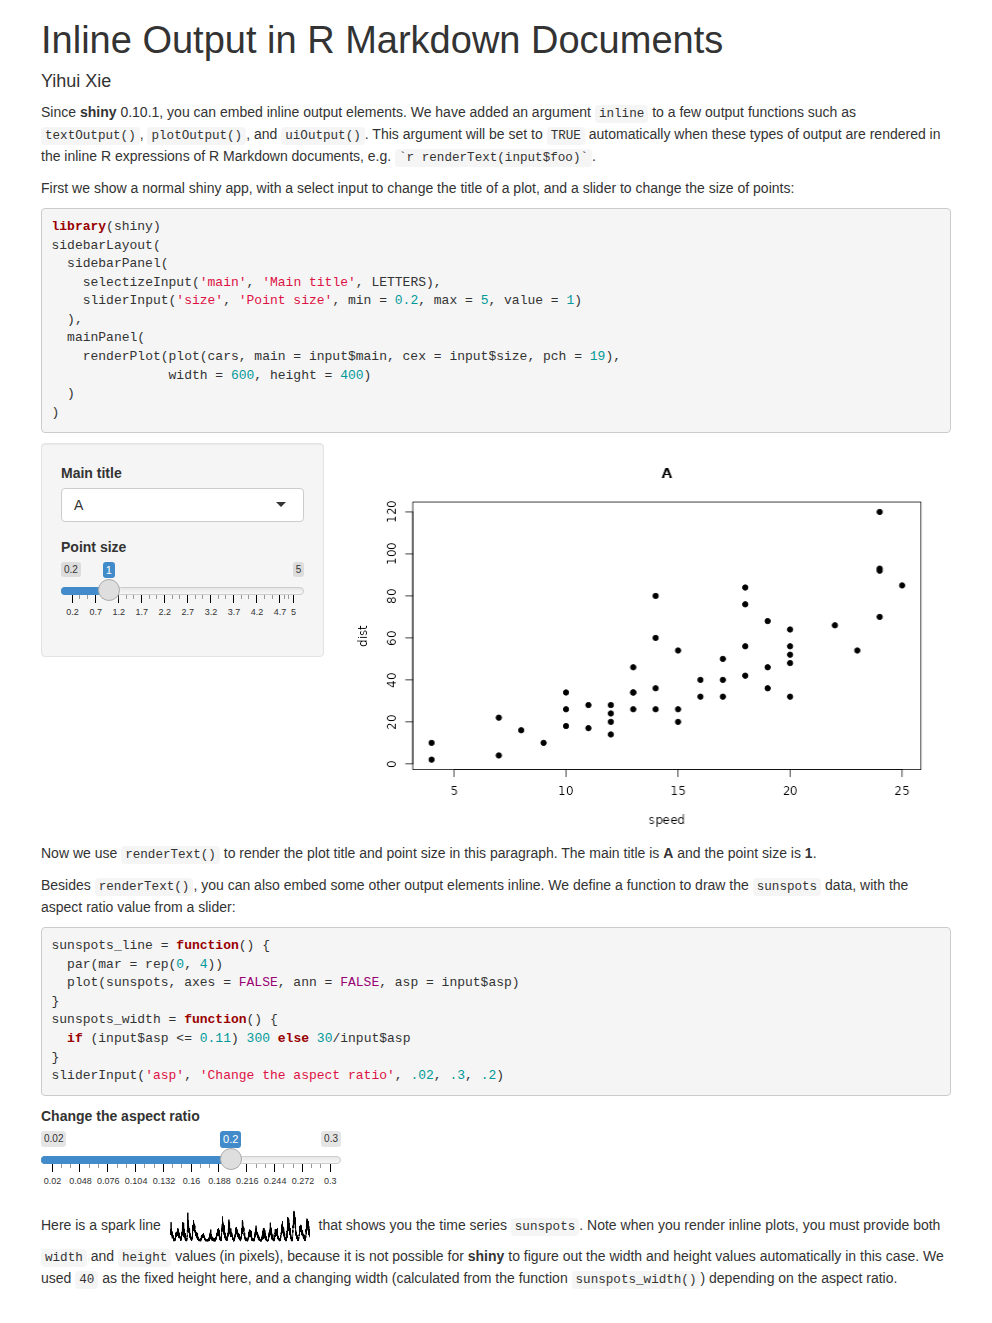 Inline Output in R Markdown Documents
Yihui Xie
Since shiny 0.10.1, you can embed inline output elements. We have added an argument inline to a few output functions such as
textOutput(), plotOutput(), and uiOutput(). This argument will be set to TRUE automatically when these types of output are rendered in
the inline R expressions of R Markdown documents, e.g. `r renderText(input$foo)`.
First we show a normal shiny app, with a select input to change the title of a plot, and a slider to change the size of points:
library(shiny)
sidebarLayout(
  sidebarPanel(
    selectizeInput('main', 'Main title', LETTERS),
    sliderInput('size', 'Point size', min = 0.2, max = 5, value = 1)
  ),
  mainPanel(
    renderPlot(plot(cars, main = input$main, cex = input$size, pch = 19),
               width = 600, height = 400)
  )
)
Main title
A
Point size
0.2 1 5
0.2 0.7 1.2 1.7 2.2 2.7 3.2 3.7 4.2 4.7 5
A
120
100
80
60
40
20
0
dist
5 10 15 20 25
speed
Now we use renderText() to render the plot title and point size in this paragraph. The main title is A and the point size is 1.
Besides renderText(), you can also embed some other output elements inline. We define a function to draw the sunspots data, with the
aspect ratio value from a slider:
sunspots_line = function() {
  par(mar = rep(0, 4))
  plot(sunspots, axes = FALSE, ann = FALSE, asp = input$asp)
}
sunspots_width = function() {
  if (input$asp <= 0.11) 300 else 30/input$asp
}
sliderInput('asp', 'Change the aspect ratio', .02, .3, .2)
Change the aspect ratio
0.02 0.2 0.3
0.02 0.048 0.076 0.104 0.132 0.16 0.188 0.216 0.244 0.272 0.3
Here is a spark line that shows you the time series sunspots. Note when you render inline plots, you must provide both
width and height values (in pixels), because it is not possible for shiny to figure out the width and height values automatically in this case. We
used 40 as the fixed height here, and a changing width (calculated from the function sunspots_width()) depending on the aspect ratio.